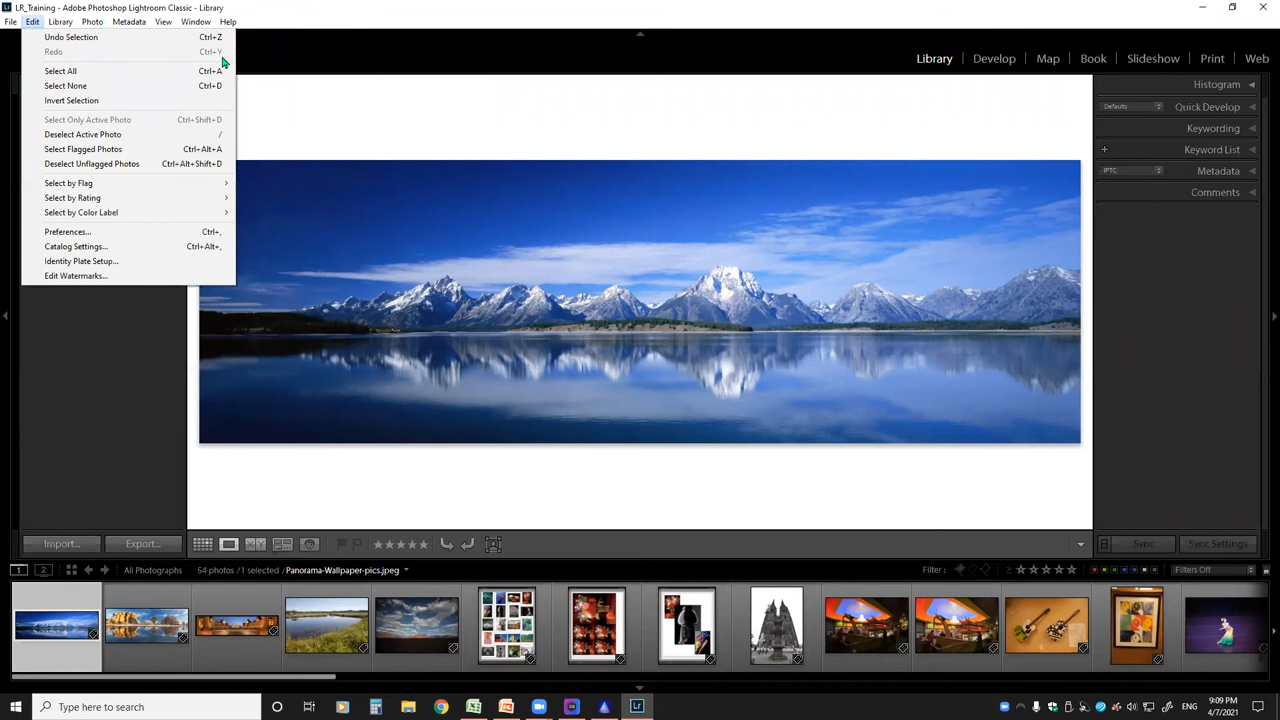 LR_Training - Adobe Photoshop Lightroom Classic - Library
File Edit Library Photo Metadata View Window Help
Undo Selection Ctrl+Z
Redo Ctrl+Y
Select All Ctrl+A
Select None Ctrl+D
Invert Selection
Select Only Active Photo Ctrl+Shift+D
Deselect Active Photo /
Select Flagged Photos Ctrl+Alt+A
Deselect Unflagged Photos Ctrl+Alt+Shift+D
Select by Flag
Select by Rating
Select by Color Label
Preferences... Ctrl+,
Catalog Settings... Ctrl+Alt+,
Identity Plate Setup...
Edit Watermarks...
Library Develop Map Book Slideshow Print Web
Histogram
Defaults Quick Develop
Keywording
+ Keyword List
IPTC Metadata
Comments
Import... Export...
Sync Sync Settings
1 2 All Photographs 54 photos /1 selected /Panorama-Wallpaper-pics.jpeg Filter : Filters Off
Type here to search
ENG
9:09 PM
4/7/2021